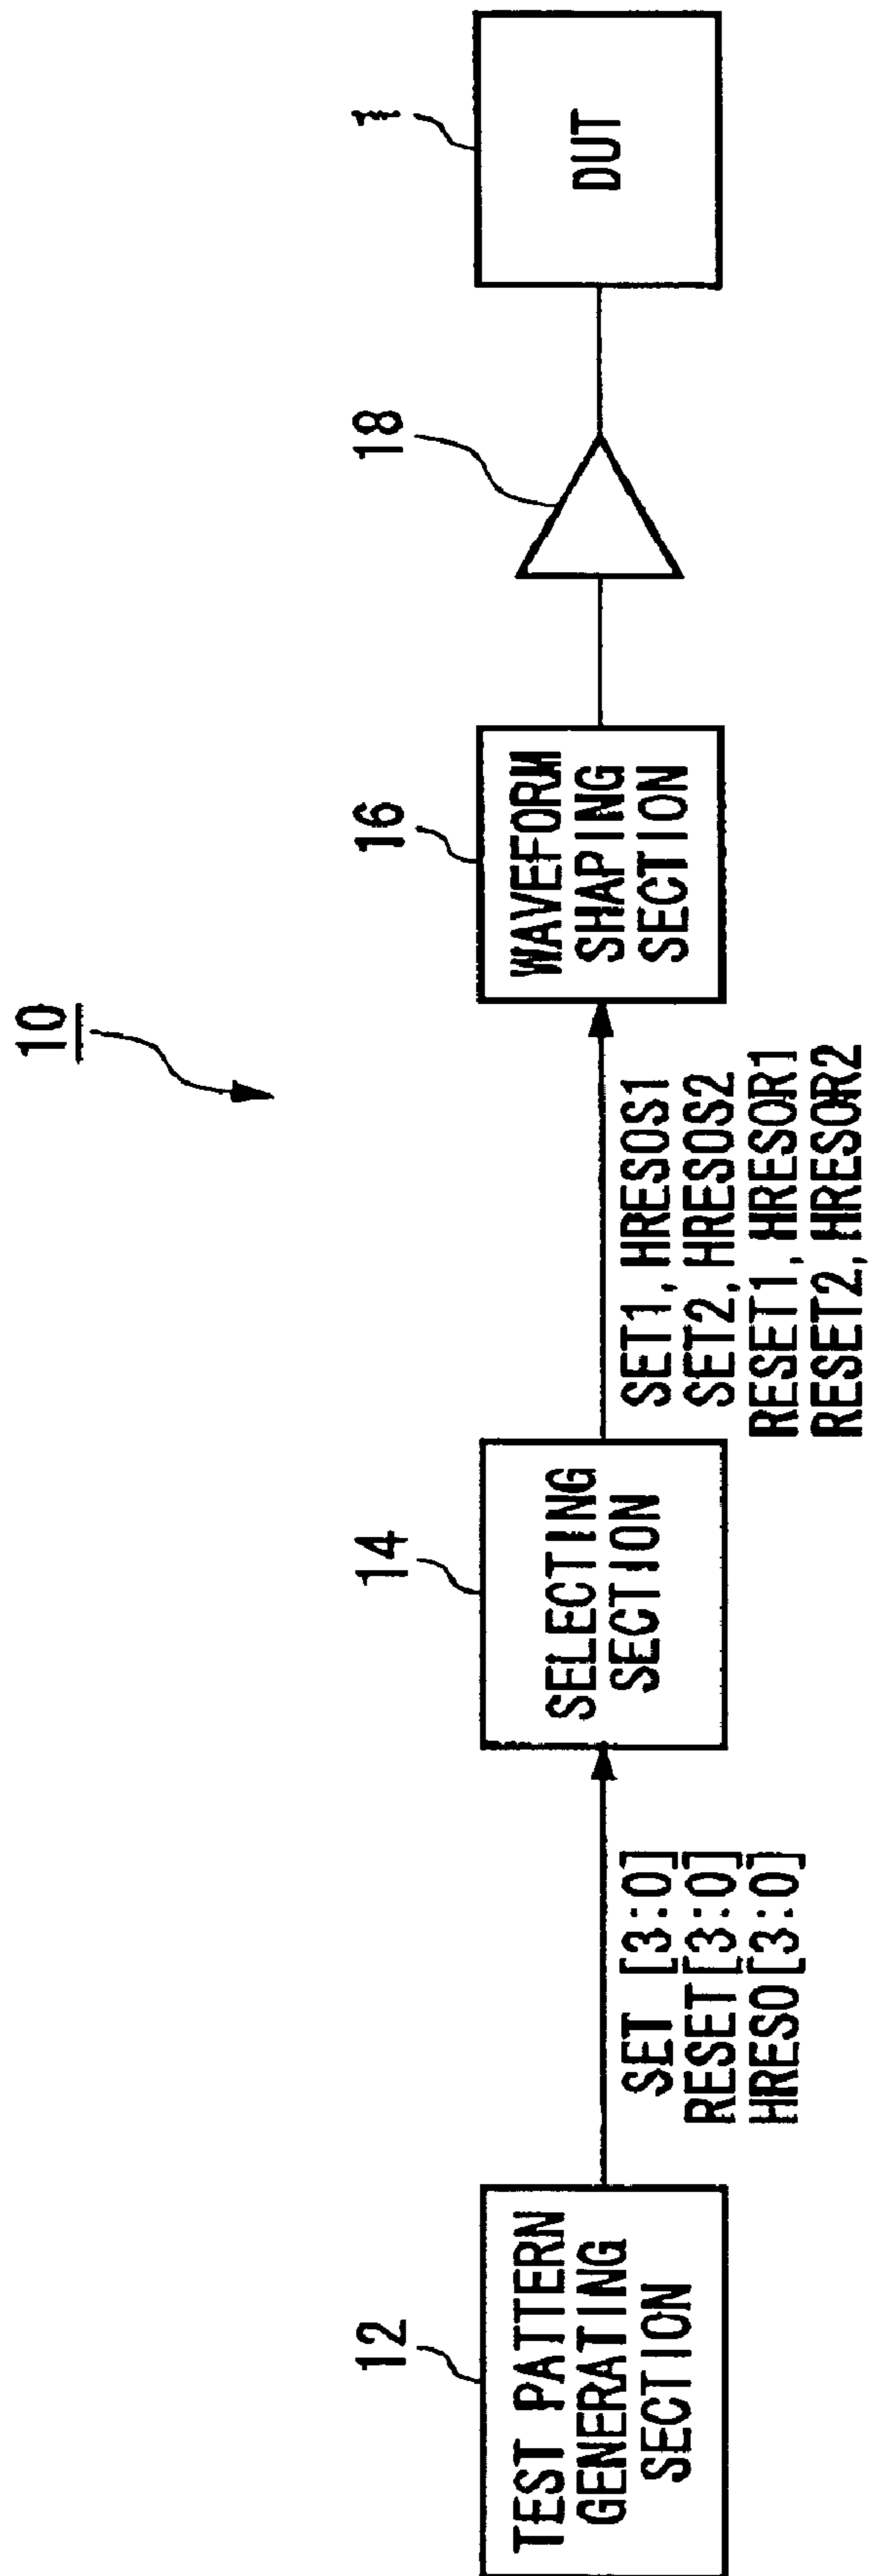 10
12
TEST PATTERN
GENERATING
SECTION
SET [3:0]
RESET[3:0]
HRESO[3:0]
14
SELECTING
SECTION
SET1, HRESOS1
SET2, HRESOS2
RESET1, HRESOR1
RESET2, HRESOR2
16
WAVEFORM
SHAPING
SECTION
18
1
DUT